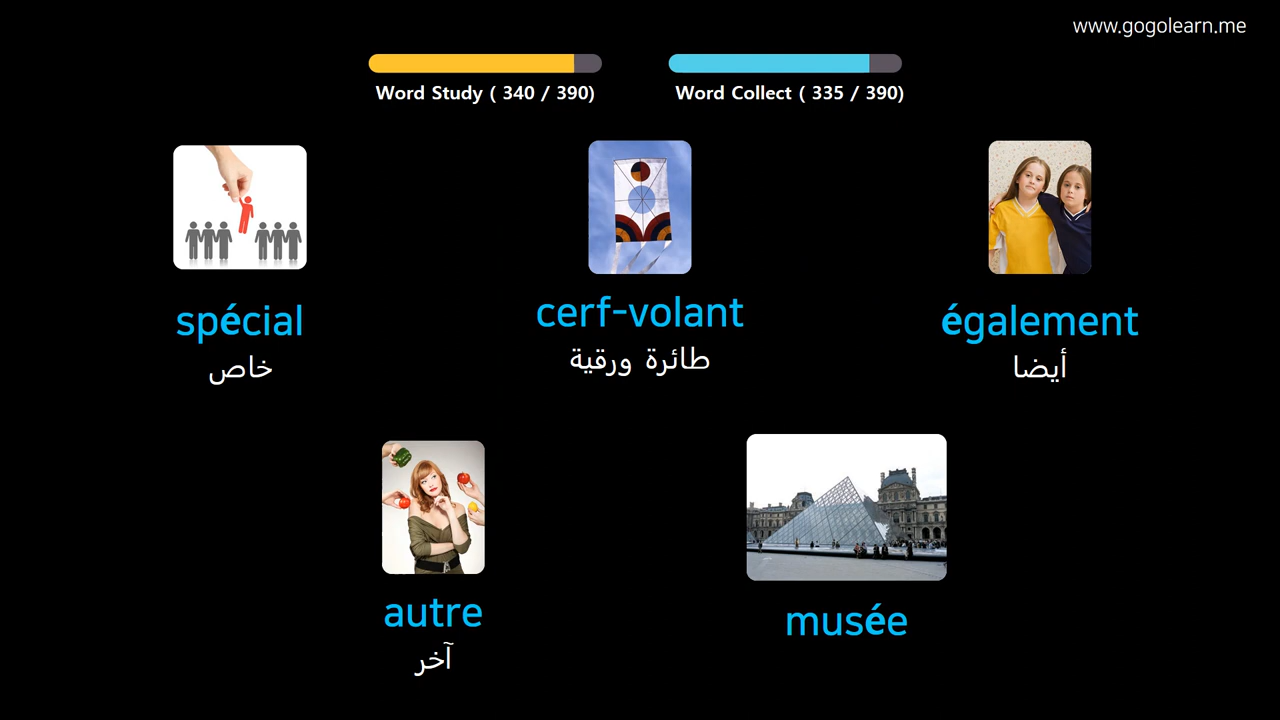 www.gogolearn.me
Word Study ( 340 / 390)
Word Collect ( 335 / 390)
spécial
خاص
cerf-volant
طائرة ورقية
également
أيضا
autre
آخر
musée